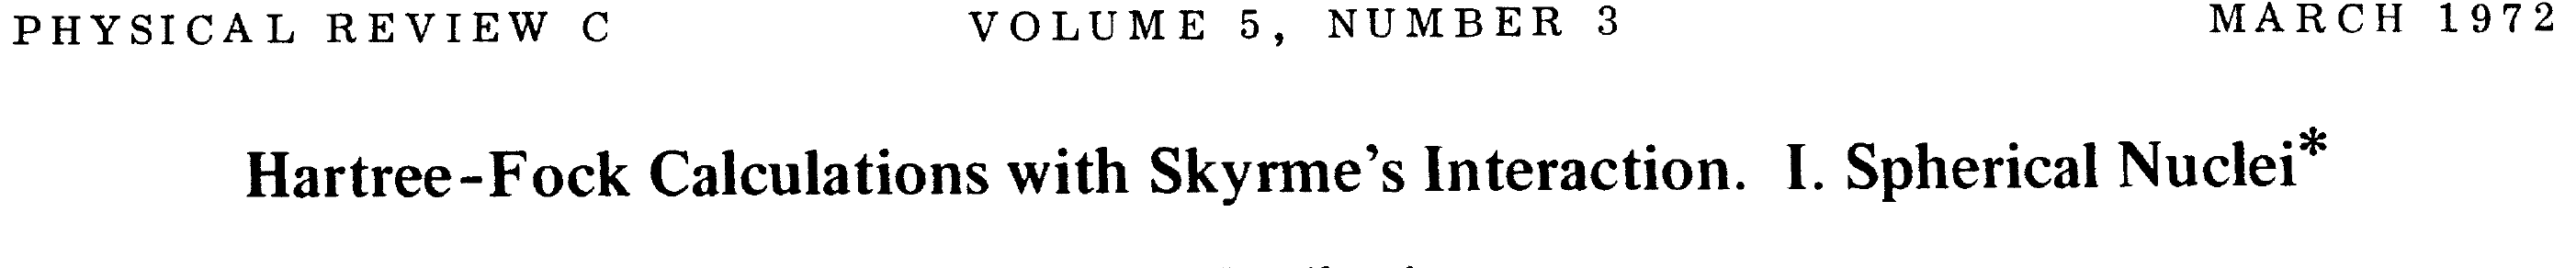 PHYSICAL REVIEW C VOLUME 5, NUMBER 3 MARCH 1972
Hartree-Fock Calculations with Skyrme's Interaction. I. Spherical Nuclei*